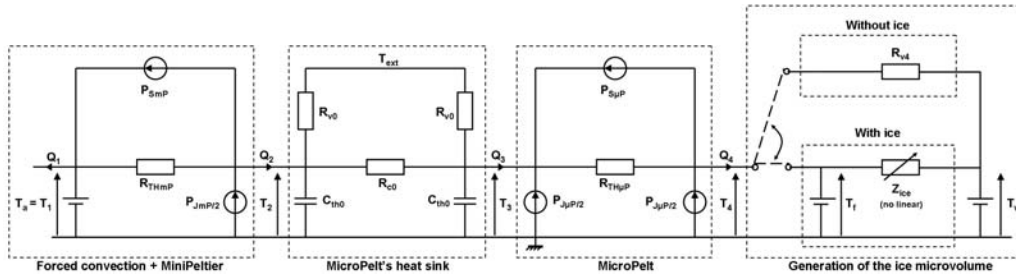 Without ice
R_v4
T_ext
P_SmP
P_SµP
R_v0
R_v0
With ice
Q_1
Q_2
Q_3
Q_4
R_THmP
R_c0
R_THµP
Z_ice
(no linear)
T_a = T_1
P_JmP/2
T_2
C_th0
C_th0
T_3
P_JµP/2
P_JµP/2
T_4
T_f
Forced convection + MiniPeltier
MicroPelt's heat sink
MicroPelt
Generation of the ice microvolume